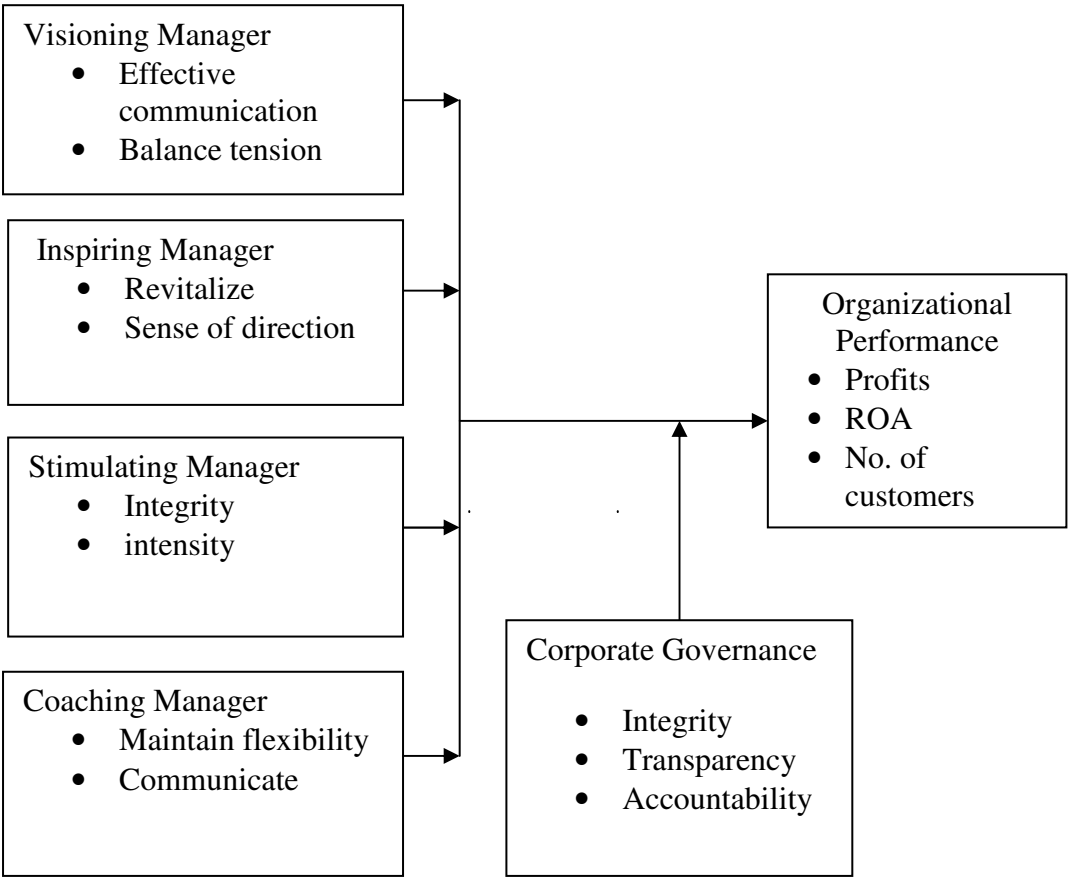 Visioning Manager
• Effective
communication
• Balance tension
Inspiring Manager
• Revitalize
• Sense of direction
Stimulating Manager
• Integrity
• intensity
Coaching Manager
• Maintain flexibility
• Communicate
Corporate Governance
• Integrity
• Transparency
• Accountability
Organizational
Performance
• Profits
• ROA
• No. of
customers